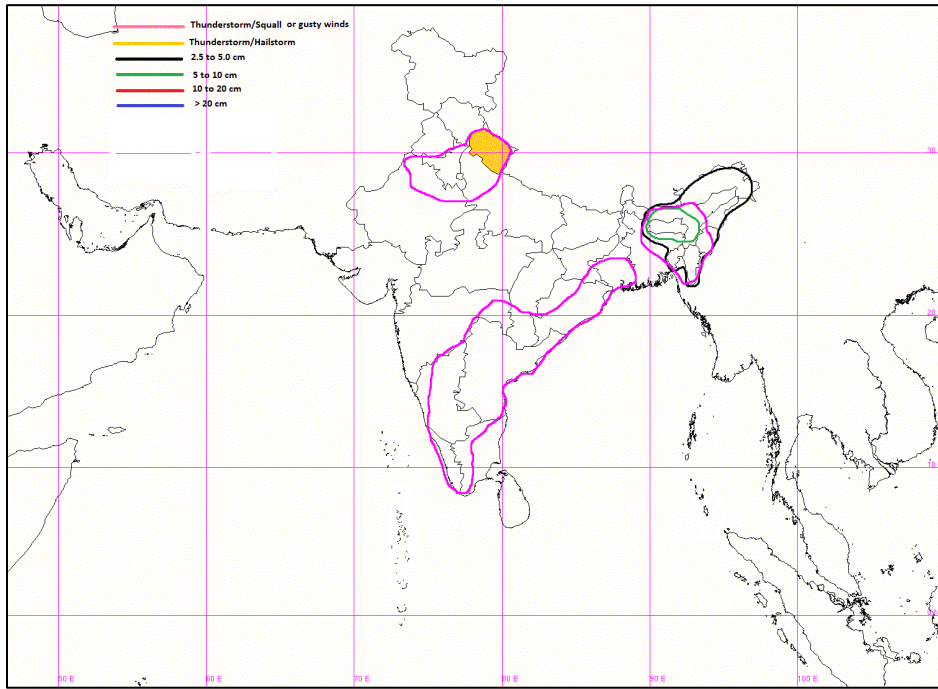 Thunderstorm/Squall or gusty winds
Thunderstorm/Hailstorm
2.5 to 5.0 cm
5 to 10 cm
10 to 20 cm
> 20 cm
30
20
10
50 E
60 E
70 E
80 E
90 E
100 E